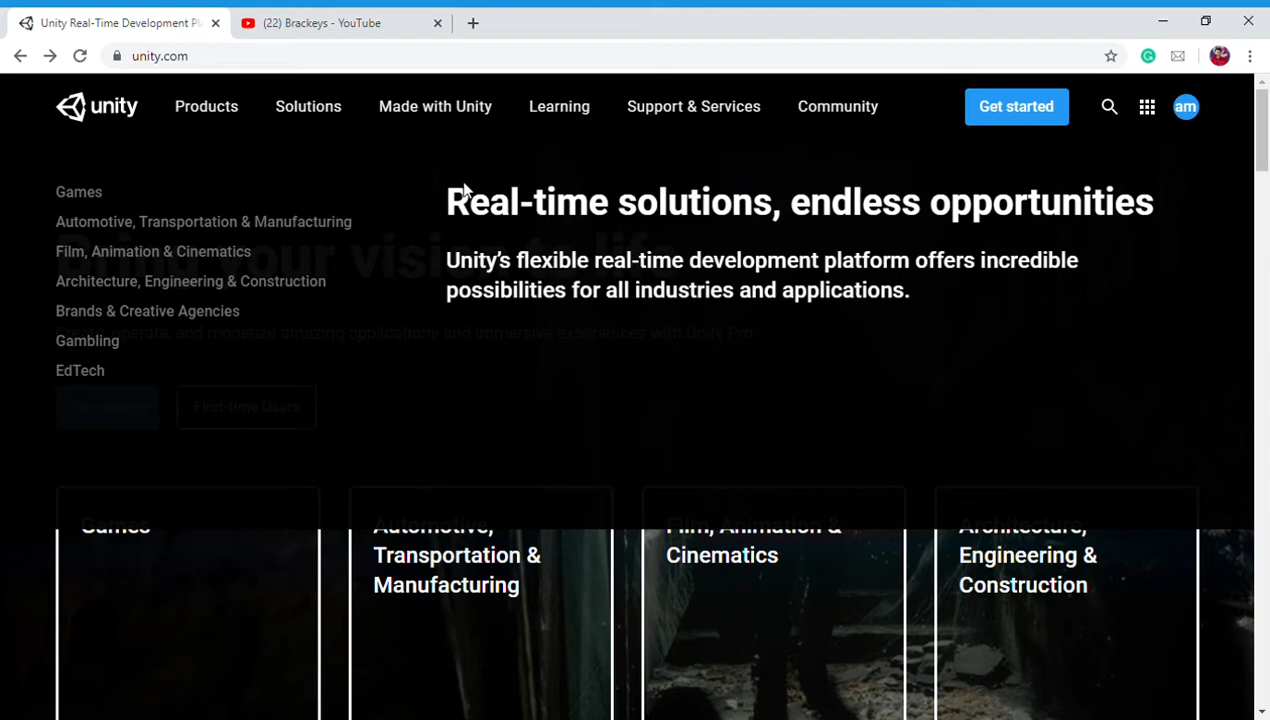 Unity Real-Time Development Pl
(22) Brackeys - YouTube
unity.com
unity
Products
Solutions
Made with Unity
Learning
Support & Services
Community
Get started
am
Games
Automotive, Transportation & Manufacturing
Film, Animation & Cinematics
Architecture, Engineering & Construction
Brands & Creative Agencies
Gambling
EdTech
Real-time solutions, endless opportunities
Unity's flexible real-time development platform offers incredible
possibilities for all industries and applications.
Bring your vision to life
Create, operate, and monetize amazing applications and immersive experiences with Unity Pro
First-time Users
Games
Automotive,
Transportation &
Manufacturing
Film, Animation &
Cinematics
Architecture,
Engineering &
Construction